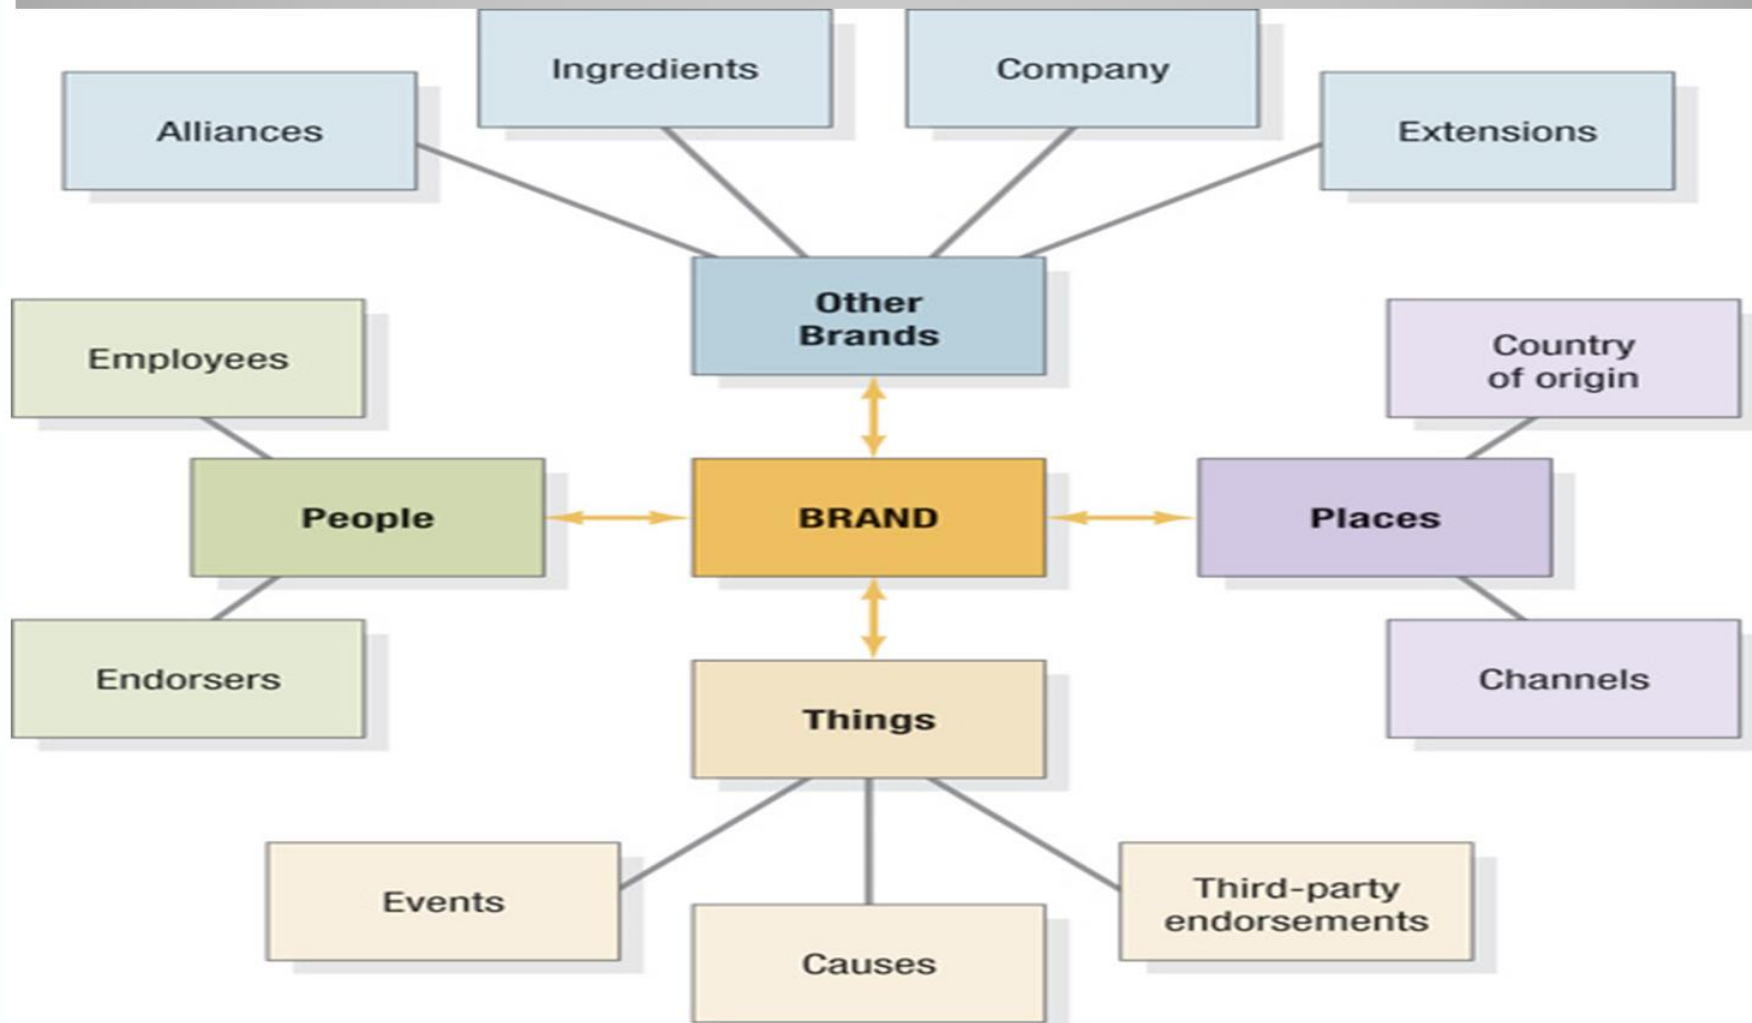 Ingredients
Company
Alliances
Extensions
Other
Brands
Employees
Country
of origin
People
BRAND
Places
Endorsers
Channels
Things
Events
Third-party
endorsements
Causes